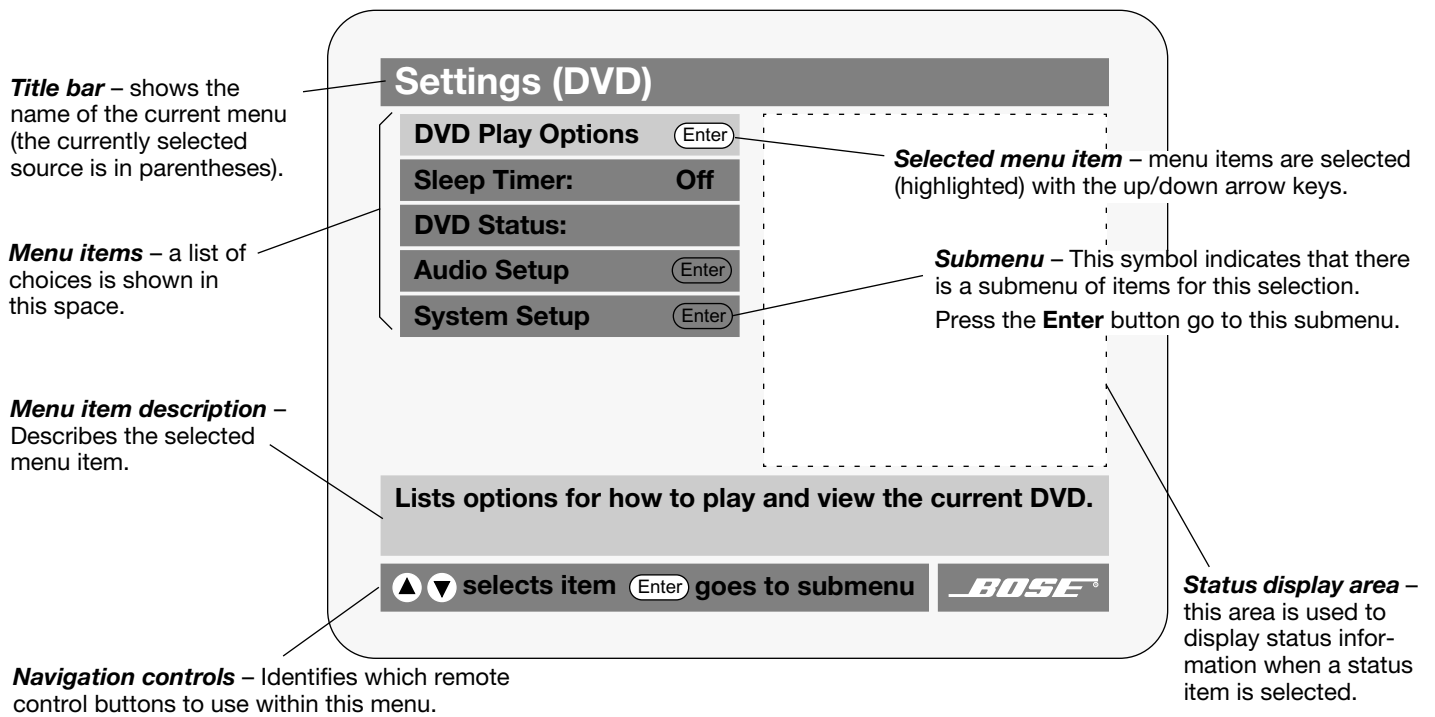 Title bar – shows the
name of the current menu
(the currently selected
source is in parentheses).
Menu items – a list of
choices is shown in
this space.
Menu item description –
Describes the selected
menu item.
Navigation controls – Identifies which remote
control buttons to use within this menu.
Settings (DVD)
DVD Play Options Enter
Sleep Timer: Off
DVD Status:
Audio Setup Enter
System Setup Enter
Lists options for how to play and view the current DVD.
selects item Enter goes to submenu
BOSE®
Selected menu item – menu items are selected
(highlighted) with the up/down arrow keys.
Submenu – This symbol indicates that there
is a submenu of items for this selection.
Press the Enter button go to this submenu.
Status display area –
this area is used to
display status infor-
mation when a status
item is selected.